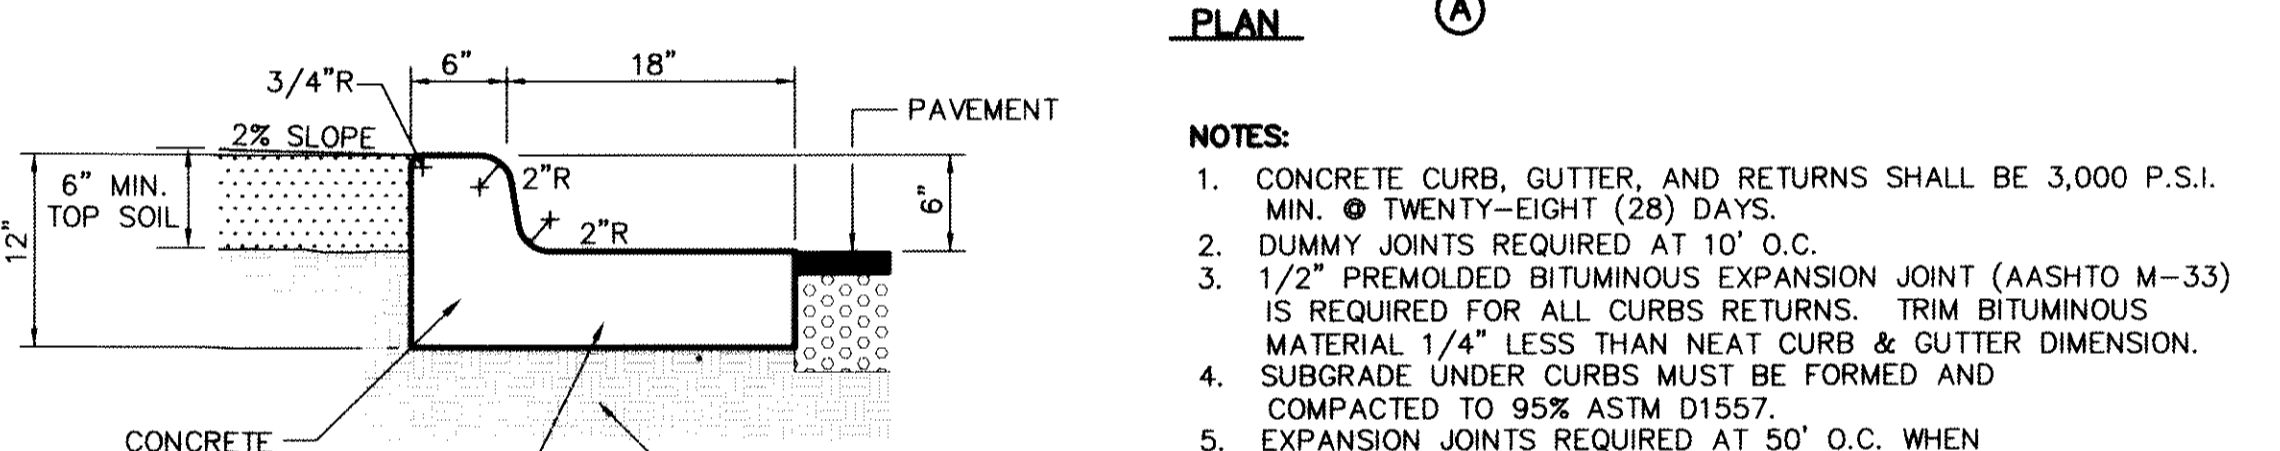 PLAN
A
6" 18"
3/4"R
PAVEMENT
2% SLOPE
6" MIN.
TOP SOIL
12"
2"R
2"R
6"
CONCRETE
NOTES:
1. CONCRETE CURB, GUTTER, AND RETURNS SHALL BE 3,000 P.S.I.
MIN. @ TWENTY-EIGHT (28) DAYS.
2. DUMMY JOINTS REQUIRED AT 10' O.C.
3. 1/2" PREMOLDED BITUMINOUS EXPANSION JOINT (AASHTO M-33)
IS REQUIRED FOR ALL CURBS RETURNS. TRIM BITUMINOUS
MATERIAL 1/4" LESS THAN NEAT CURB & GUTTER DIMENSION.
4. SUBGRADE UNDER CURBS MUST BE FORMED AND
COMPACTED TO 95% ASTM D1557.
5. EXPANSION JOINTS REQUIRED AT 50' O.C. WHEN